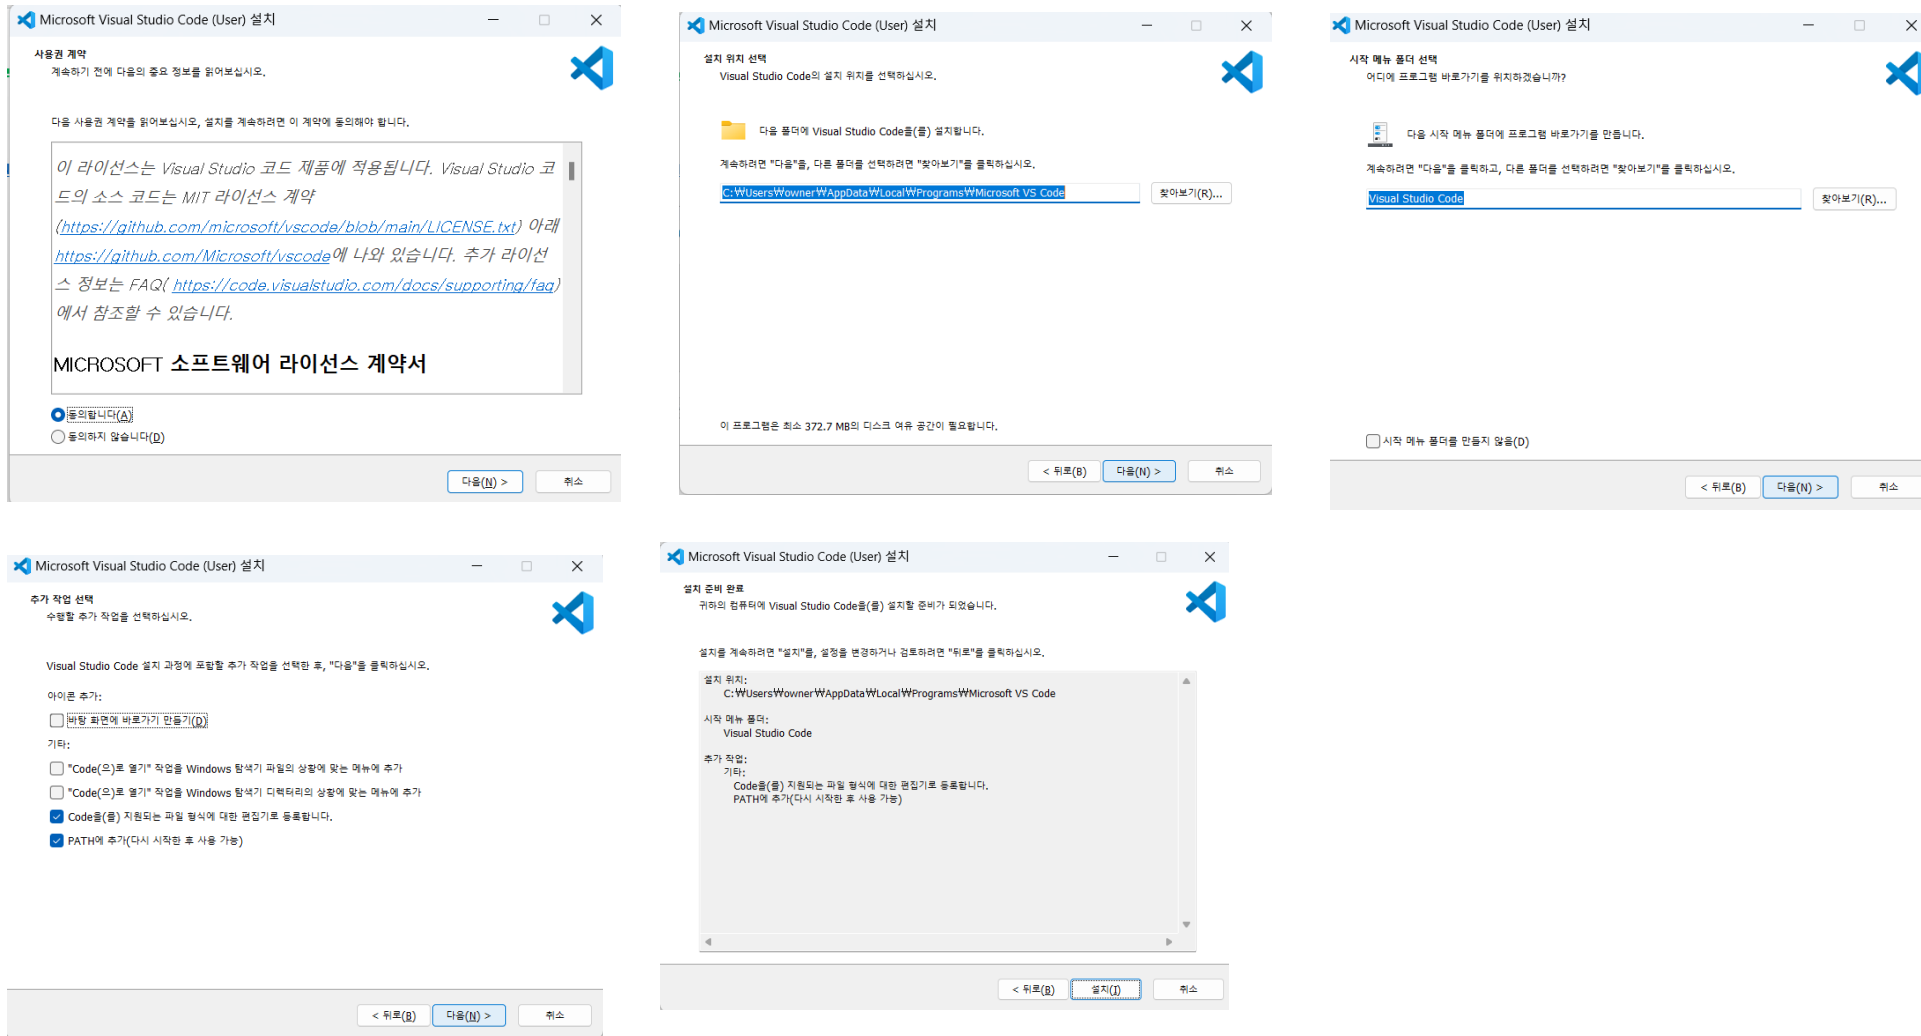 Microsoft Visual Studio Code (User) 설치
사용권 계약
계속하기 전에 다음의 중요 정보를 읽어보십시오.
다음 사용권 계약을 읽어보십시오, 설치를 계속하려면 이 계약에 동의해야 합니다.
이 라이선스는 Visual Studio 코드 제품에 적용됩니다. Visual Studio 코
드의 소스 코드는 MIT 라이선스 계약
(https://github.com/microsoft/vscode/blob/main/LICENSE.txt) 아래
https://github.com/Microsoft/vscode에 나와 있습니다. 추가 라이선
스 정보는 FAQ( https://code.visualstudio.com/docs/supporting/faq)
에서 참조할 수 있습니다.
MICROSOFT 소프트웨어 라이선스 계약서
동의합니다(A)
동의하지 않습니다(D)
다음(N) >
취소
Microsoft Visual Studio Code (User) 설치
설치 위치 선택
Visual Studio Code의 설치 위치를 선택하십시오.
다음 폴더에 Visual Studio Code을(를) 설치합니다.
계속하려면 "다음"을, 다른 폴더를 선택하려면 "찾아보기"를 클릭하십시오.
C:₩Users₩owner₩AppData₩Local₩Programs₩Microsoft VS Code
찾아보기(R)...
이 프로그램은 최소 372.7 MB의 디스크 여유 공간이 필요합니다.
< 뒤로(B)
다음(N) >
취소
Microsoft Visual Studio Code (User) 설치
시작 메뉴 폴더 선택
어디에 프로그램 바로가기를 위치하겠습니까?
다음 시작 메뉴 폴더에 프로그램 바로가기를 만듭니다.
계속하려면 "다음"을 클릭하고, 다른 폴더를 선택하려면 "찾아보기"를 클릭하십시오.
Visual Studio Code
찾아보기(R)...
시작 메뉴 폴더를 만들지 않음(D)
< 뒤로(B)
다음(N) >
취소
Microsoft Visual Studio Code (User) 설치
추가 작업 선택
수행할 추가 작업을 선택하십시오.
Visual Studio Code 설치 과정에 포함할 추가 작업을 선택한 후, "다음"을 클릭하십시오.
아이콘 추가:
바탕 화면에 바로가기 만들기(D)
기타:
"Code(으)로 열기" 작업을 Windows 탐색기 파일의 상황에 맞는 메뉴에 추가
"Code(으)로 열기" 작업을 Windows 탐색기 디렉터리의 상황에 맞는 메뉴에 추가
Code을(를) 지원되는 파일 형식에 대한 편집기로 등록합니다.
PATH에 추가(다시 시작한 후 사용 가능)
< 뒤로(B)
다음(N) >
취소
Microsoft Visual Studio Code (User) 설치
설치 준비 완료
귀하의 컴퓨터에 Visual Studio Code을(를) 설치할 준비가 되었습니다.
설치를 계속하려면 "설치"를, 설정을 변경하거나 검토하려면 "뒤로"를 클릭하십시오.
설치 위치:
C:₩Users₩owner₩AppData₩Local₩Programs₩Microsoft VS Code
시작 메뉴 폴더:
Visual Studio Code
추가 작업:
기타:
Code을(를) 지원되는 파일 형식에 대한 편집기로 등록합니다.
PATH에 추가(다시 시작한 후 사용 가능)
< 뒤로(B)
설치(I)
취소